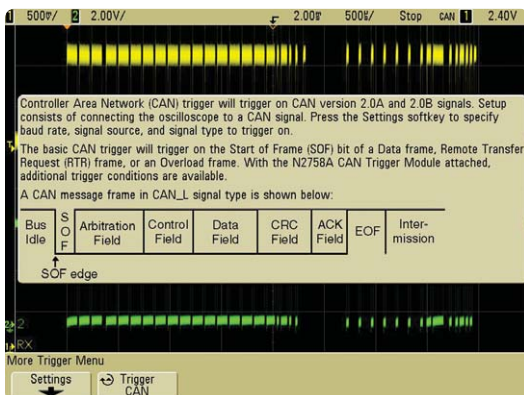 1 500▿/ 2 2.00V/ 2.00▿ 500▿/ Stop CAN 1 2.40V
Controller Area Network (CAN) trigger will trigger on CAN version 2.0A and 2.0B signals. Setup
consists of connecting the oscilloscope to a CAN signal. Press the Settings softkey to specify
baud rate, signal source, and signal type to trigger on.
The basic CAN trigger will trigger on the Start of Frame (SOF) bit of a Data frame, Remote Transfer
Request (RTR) frame, or an Overload frame. With the N2758A CAN Trigger Module attached,
additional trigger conditions are available.
A CAN message frame in CAN_L signal type is shown below:
Bus Idle
SOF
Arbitration Field
Control Field
Data Field
CRC Field
ACK Field
EOF
Inter-
mission
SOF edge
2
RX
More Trigger Menu
Settings
Trigger
CAN